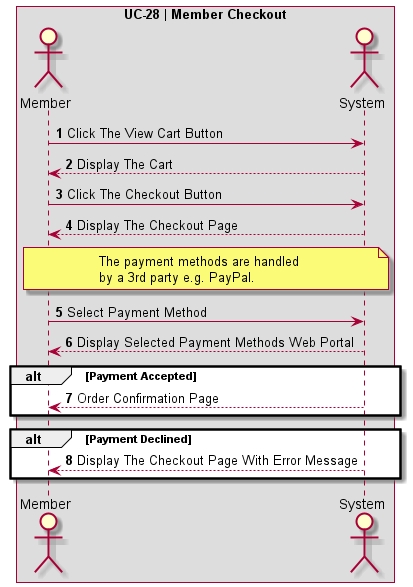 UC-28 | Member Checkout
Member
System
1 Click The View Cart Button
2 Display The Cart
3 Click The Checkout Button
4 Display The Checkout Page
The payment methods are handled
by a 3rd party e.g. PayPal.
5 Select Payment Method
6 Display Selected Payment Methods Web Portal
alt [Payment Accepted]
7 Order Confirmation Page
alt [Payment Declined]
8 Display The Checkout Page With Error Message
Member
System